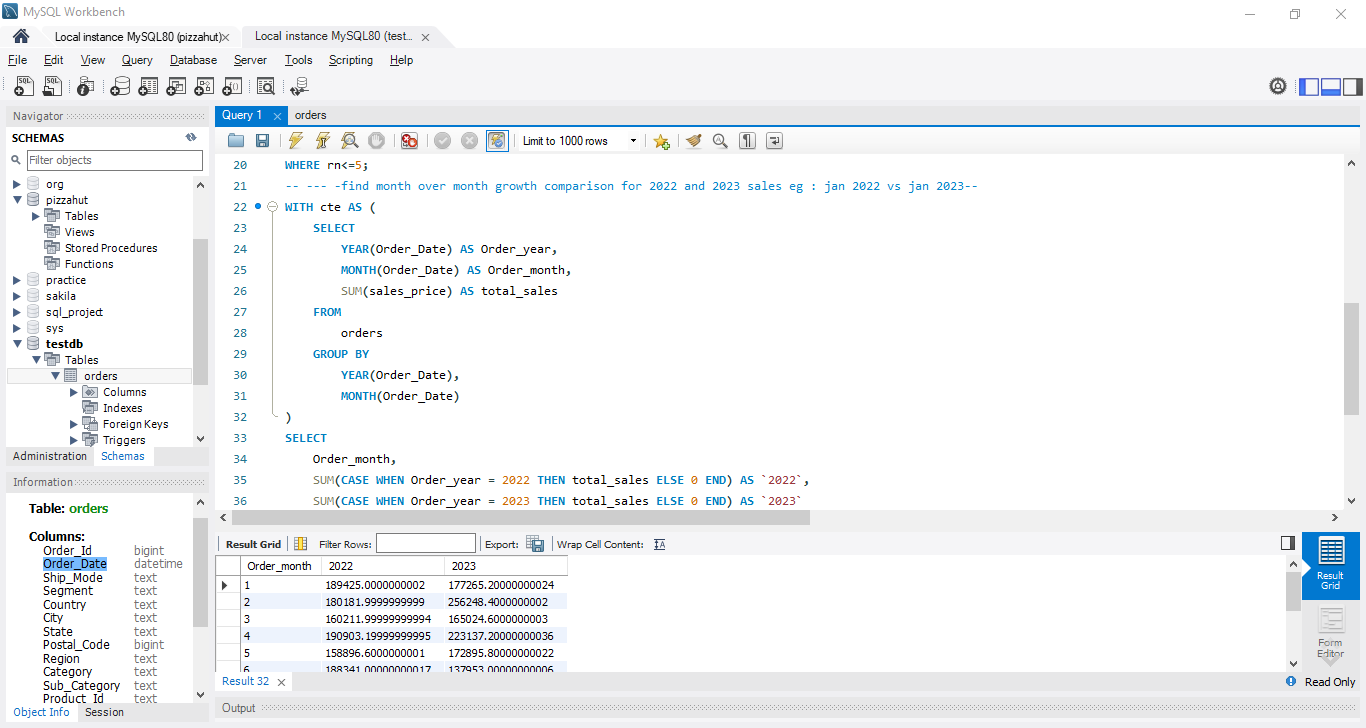 MySQL Workbench
Local instance MySQL80 (pizzahut)
Local instance MySQL80 (test...
File Edit View Query Database Server Tools Scripting Help
Navigator
SCHEMAS
Filter objects
org
pizzahut
Tables
Views
Stored Procedures
Functions
practice
sakila
sql_project
sys
testdb
Tables
orders
Columns
Indexes
Foreign Keys
Triggers
Administration Schemas
Information
Table: orders
Columns:
Order_Id bigint
Order_Date datetime
Ship_Mode text
Segment text
Country text
City text
State text
Postal_Code bigint
Region text
Category text
Sub_Category text
Product_Id text
Object Info Session
Query 1 orders
Limit to 1000 rows
20 WHERE rn<=5;
21 -- --- -find month over month growth comparison for 2022 and 2023 sales eg : jan 2022 vs jan 2023--
22 WITH cte AS (
23 SELECT
24 YEAR(Order_Date) AS Order_year,
25 MONTH(Order_Date) AS Order_month,
26 SUM(sales_price) AS total_sales
27 FROM
28 orders
29 GROUP BY
30 YEAR(Order_Date),
31 MONTH(Order_Date)
32 )
33 SELECT
34 Order_month,
35 SUM(CASE WHEN Order_year = 2022 THEN total_sales ELSE 0 END) AS `2022`,
36 SUM(CASE WHEN Order_year = 2023 THEN total_sales ELSE 0 END) AS `2023`
Result Grid Filter Rows: Export: Wrap Cell Content:
Order_month 2022 2023
1 189425.0000000002 177265.20000000024
2 180181.9999999999 256248.4000000002
3 160211.99999999994 165024.6000000003
4 190903.19999999995 223137.20000000036
5 158896.6000000001 172895.80000000022
6 188341.00000000017 137953.00000000006
Result Grid
Form Editor
Result 32
Read Only
Output